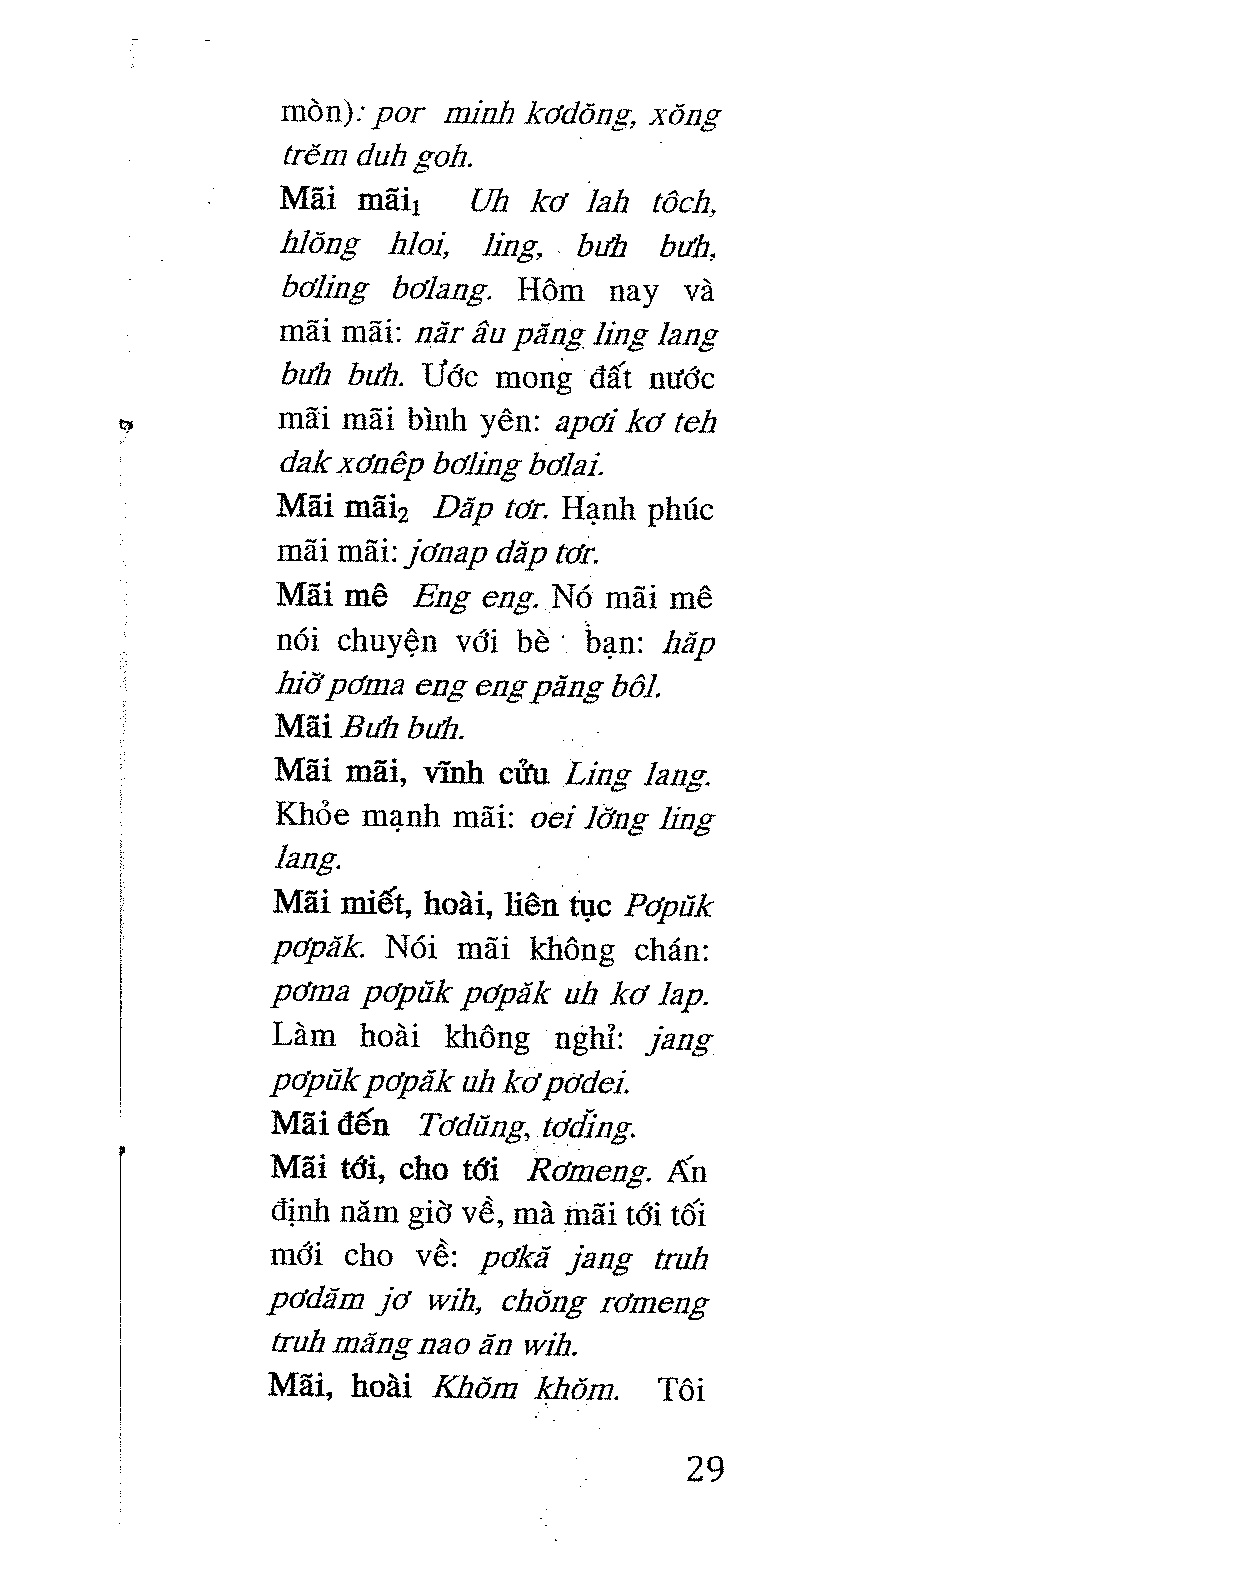 mòn): por minh kơdŏng, xŏng
trĕm duh goh.
Mãi mãi₁ Uh kơ lah tôch,
hlŏng hloi, ling, bưh bưh,
bơling bơlang. Hôm nay và
mãi mãi: năr âu păng ling lang
bưh bưh. Ước mong đất nước
mãi mãi bình yên: apơi kơ teh
dak xơnêp bơling bơlai.
Mãi mãi₂ Dăp tơr. Hạnh phúc
mãi mãi: jơnap dăp tơr.
Mãi mê Eng eng. Nó mãi mê
nói chuyện với bè bạn: hăp
hiơ̆ pơma eng eng păng bôl.
Mãi Bưh bưh.
Mãi mãi, vĩnh cửu Ling lang.
Khỏe mạnh mãi: oei lơ̆ng ling
lang.
Mãi miết, hoài, liên tục Pơpŭk
pơpăk. Nói mãi không chán:
pơma pơpŭk pơpăk uh kơ lap.
Làm hoài không nghỉ: jang
pơpŭk pơpăk uh kơ pơdei.
Mãi đến Tơdŭng, tơdĭng.
Mãi tới, cho tới Rơmeng. Ấn
định năm giờ về, mà mãi tới tối
mới cho về: pơkă jang truh
pơdăm jơ wih, chŏng rơmeng
truh măng nao ăn wih.
Mãi, hoài Khŏm khŏm. Tôi
29